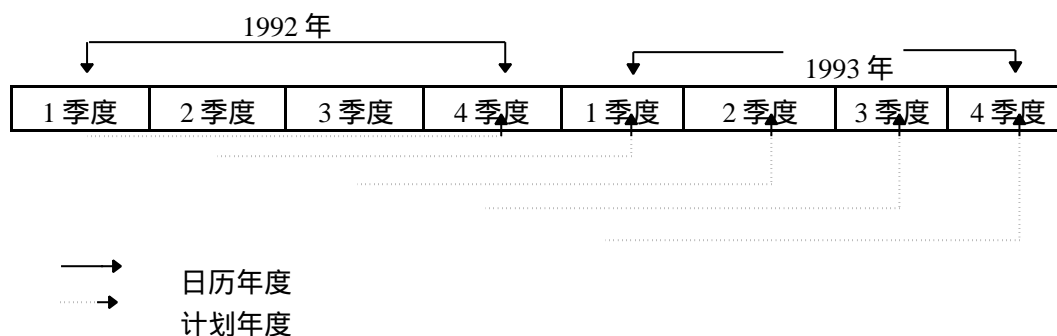 1992 年
1993 年
1 季度 2 季度 3 季度 4 季度 1 季度 2 季度 3 季度 4 季度
日历年度
计划年度